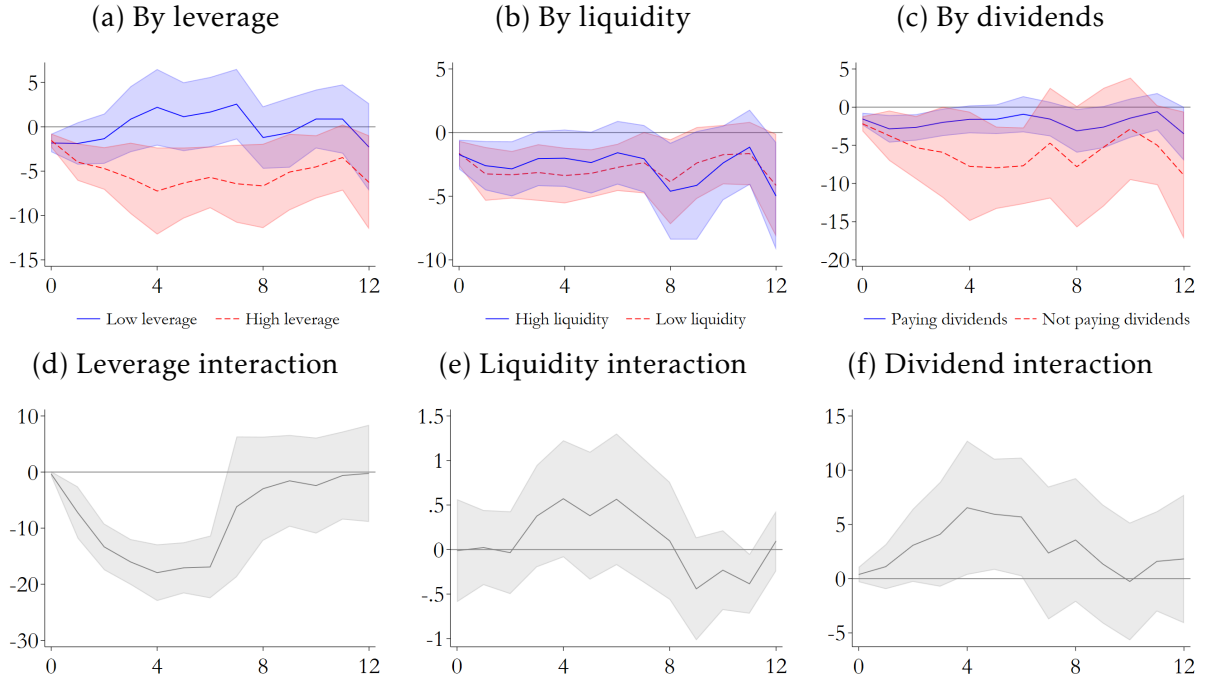 (a) By leverage
(b) By liquidity
(c) By dividends
5
0
-5
-10
-15
0 4 8 12
Low leverage High leverage
5
0
-5
-10
0 4 8 12
High liquidity Low liquidity
5
0
-5
-10
-15
-20
0 4 8 12
Paying dividends Not paying dividends
(d) Leverage interaction
(e) Liquidity interaction
(f) Dividend interaction
10
0
-10
-20
-30
0 4 8 12
1.5
1
.5
0
-.5
-1
0 4 8 12
15
10
5
0
-5
0 4 8 12